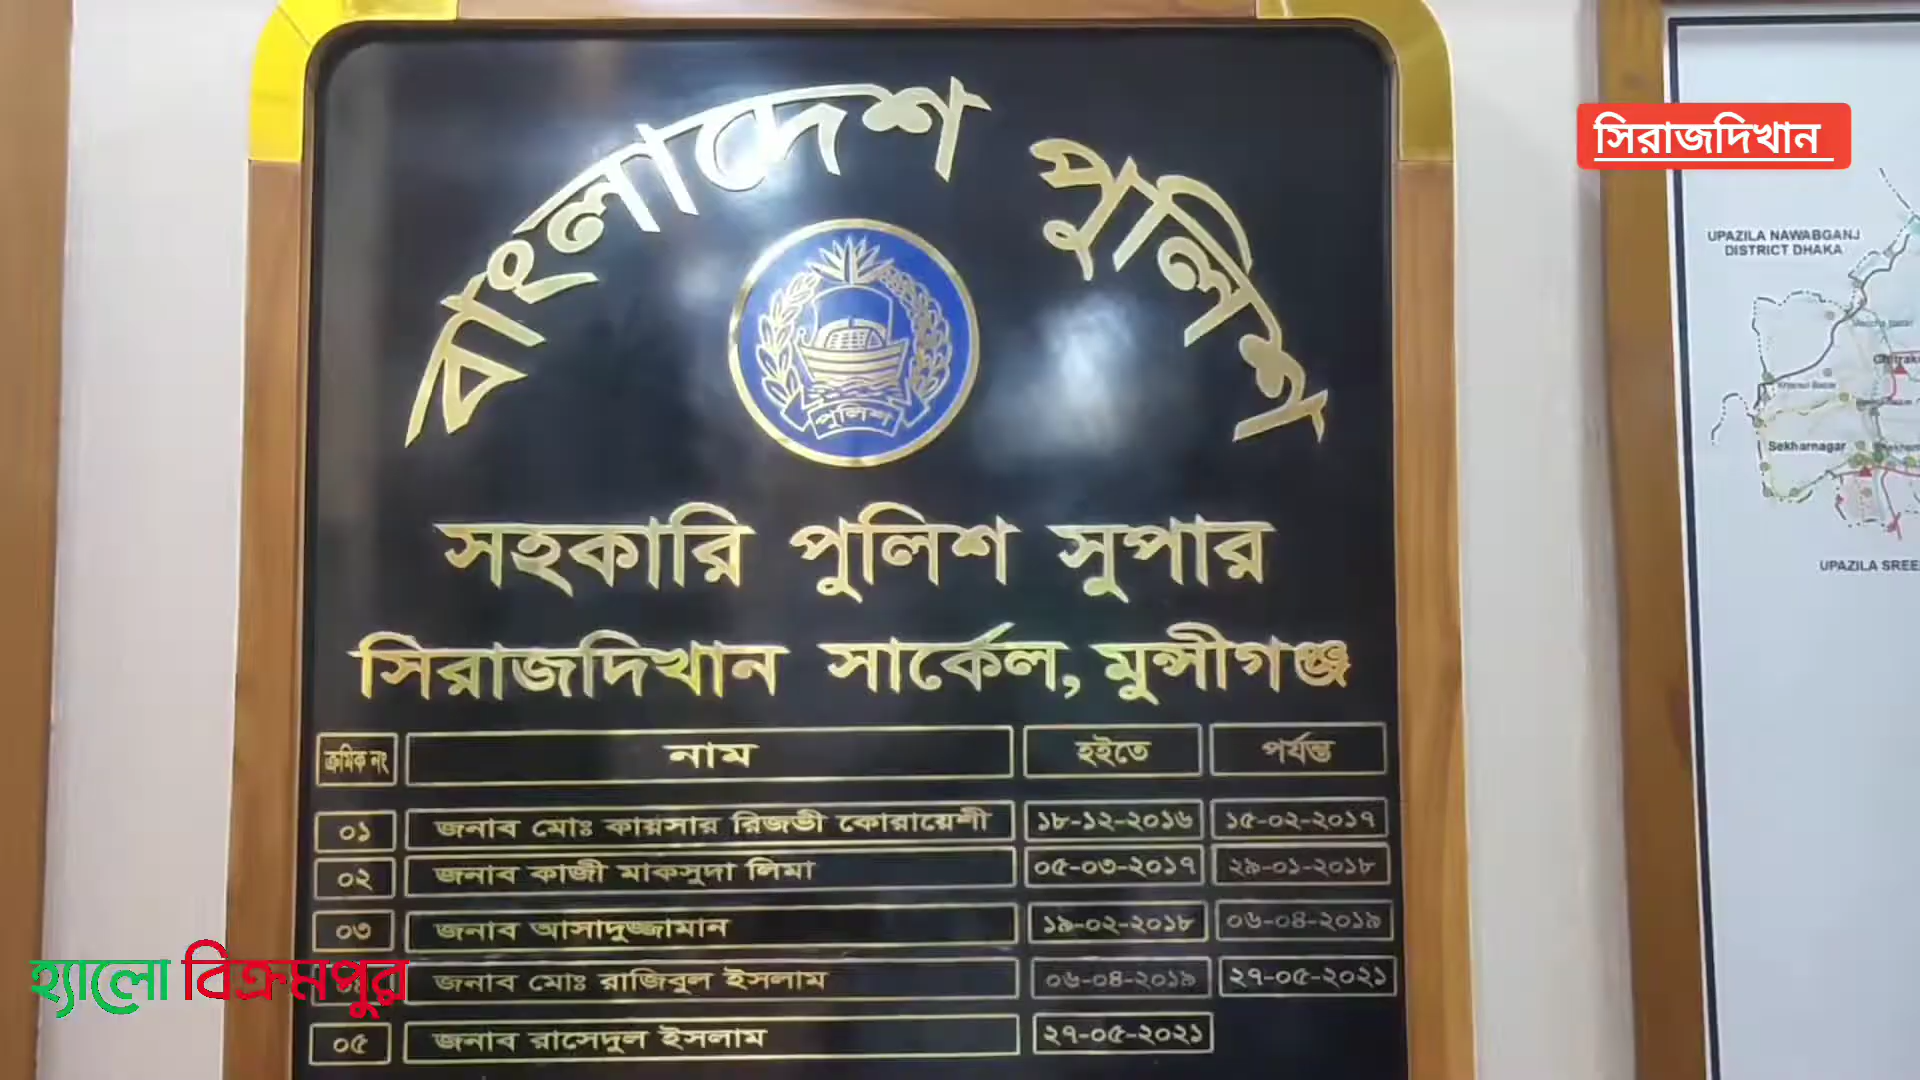 বাংলাদেশ পুলিশ
পুলিশ
সহকারি পুলিশ সুপার
সিরাজদিখান সার্কেল, মুন্সীগঞ্জ
ক্রমিক নং নাম হইতে পর্যন্ত
০১ জনাব মোঃ কায়সার রিজভী কোরায়েশী ১৮-১২-২০১৬ ১৫-০২-২০১৭
০২ জনাব কাজী মাকসুদা লিমা ০৫-০৩-২০১৭ ২৯-০১-২০১৮
০৩ জনাব আসাদুজ্জামান ১৯-০২-২০১৮ ০৬-০৪-২০১৯
জনাব মোঃ রাজিবুল ইসলাম ০৬-০৪-২০১৯ ২৭-০৫-২০২১
০৫ জনাব রাসেদুল ইসলাম ২৭-০৫-২০২১
হ্যালো বিক্রমপুর
সিরাজদিখান
UPAZILA NAWABGANJ
DISTRICT DHAKA
Sekharnagar
UPAZILA